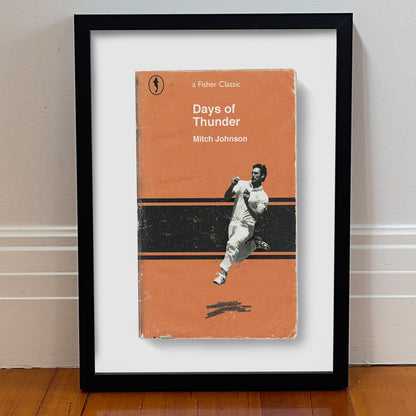 a Fisher Classic
Days of
Thunder
Mitch Johnson